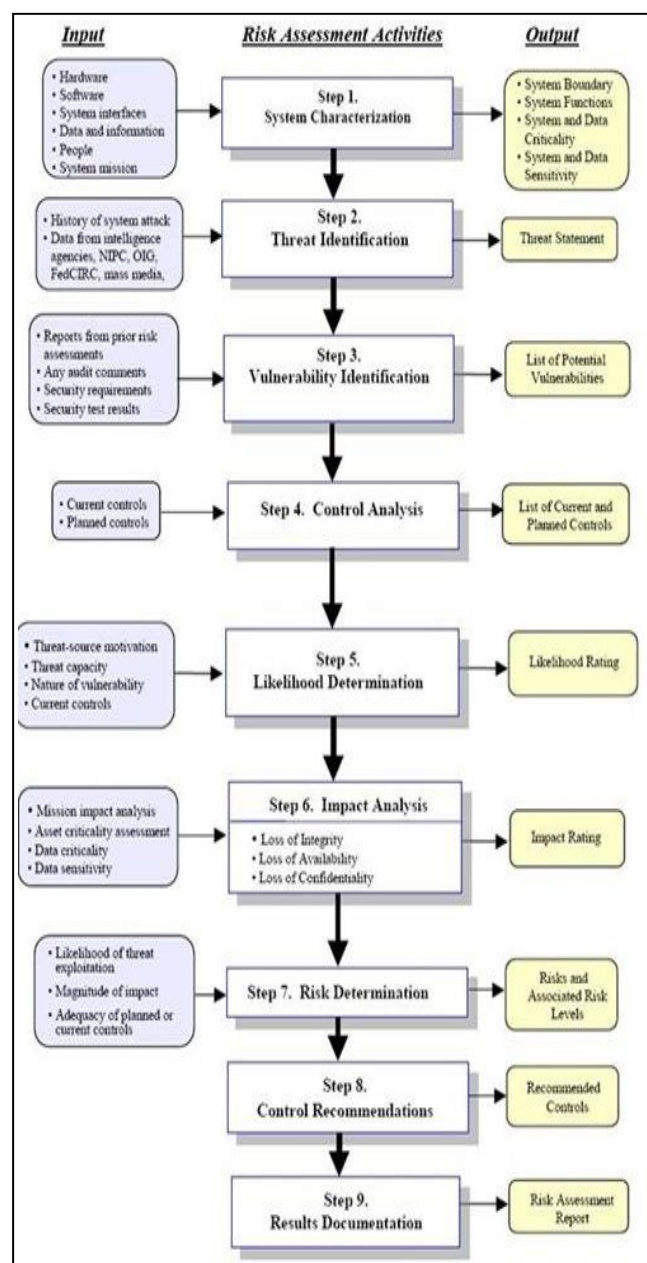 Input
Risk Assessment Activities
Output
• Hardware
• Software
• System interfaces
• Data and information
• People
• System mission
Step 1.
System Characterization
• System Boundary
• System Functions
• System and Data
Criticality
• System and Data
Sensitivity
• History of system attack
• Data from intelligence
agencies, NIPC, OIG,
FedCIRC, mass media,
Step 2.
Threat Identification
Threat Statement
• Reports from prior risk
assessments
• Any audit comments
• Security requirements
• Security test results
Step 3.
Vulnerability Identification
List of Potential
Vulnerabilities
• Current controls
• Planned controls
Step 4. Control Analysis
List of Current and
Planned Controls
• Threat-source motivation
• Threat capacity
• Nature of vulnerability
• Current controls
Step 5.
Likelihood Determination
Likelihood Rating
• Mission impact analysis
• Asset criticality assessment
• Data criticality
• Data sensitivity
Step 6. Impact Analysis
• Loss of Integrity
• Loss of Availability
• Loss of Confidentiality
Impact Rating
• Likelihood of threat
exploitation
• Magnitude of impact
• Adequacy of planned or
current controls
Step 7. Risk Determination
Risks and
Associated Risk
Levels
Step 8.
Control Recommendations
Recommended
Controls
Step 9.
Results Documentation
Risk Assessment
Report